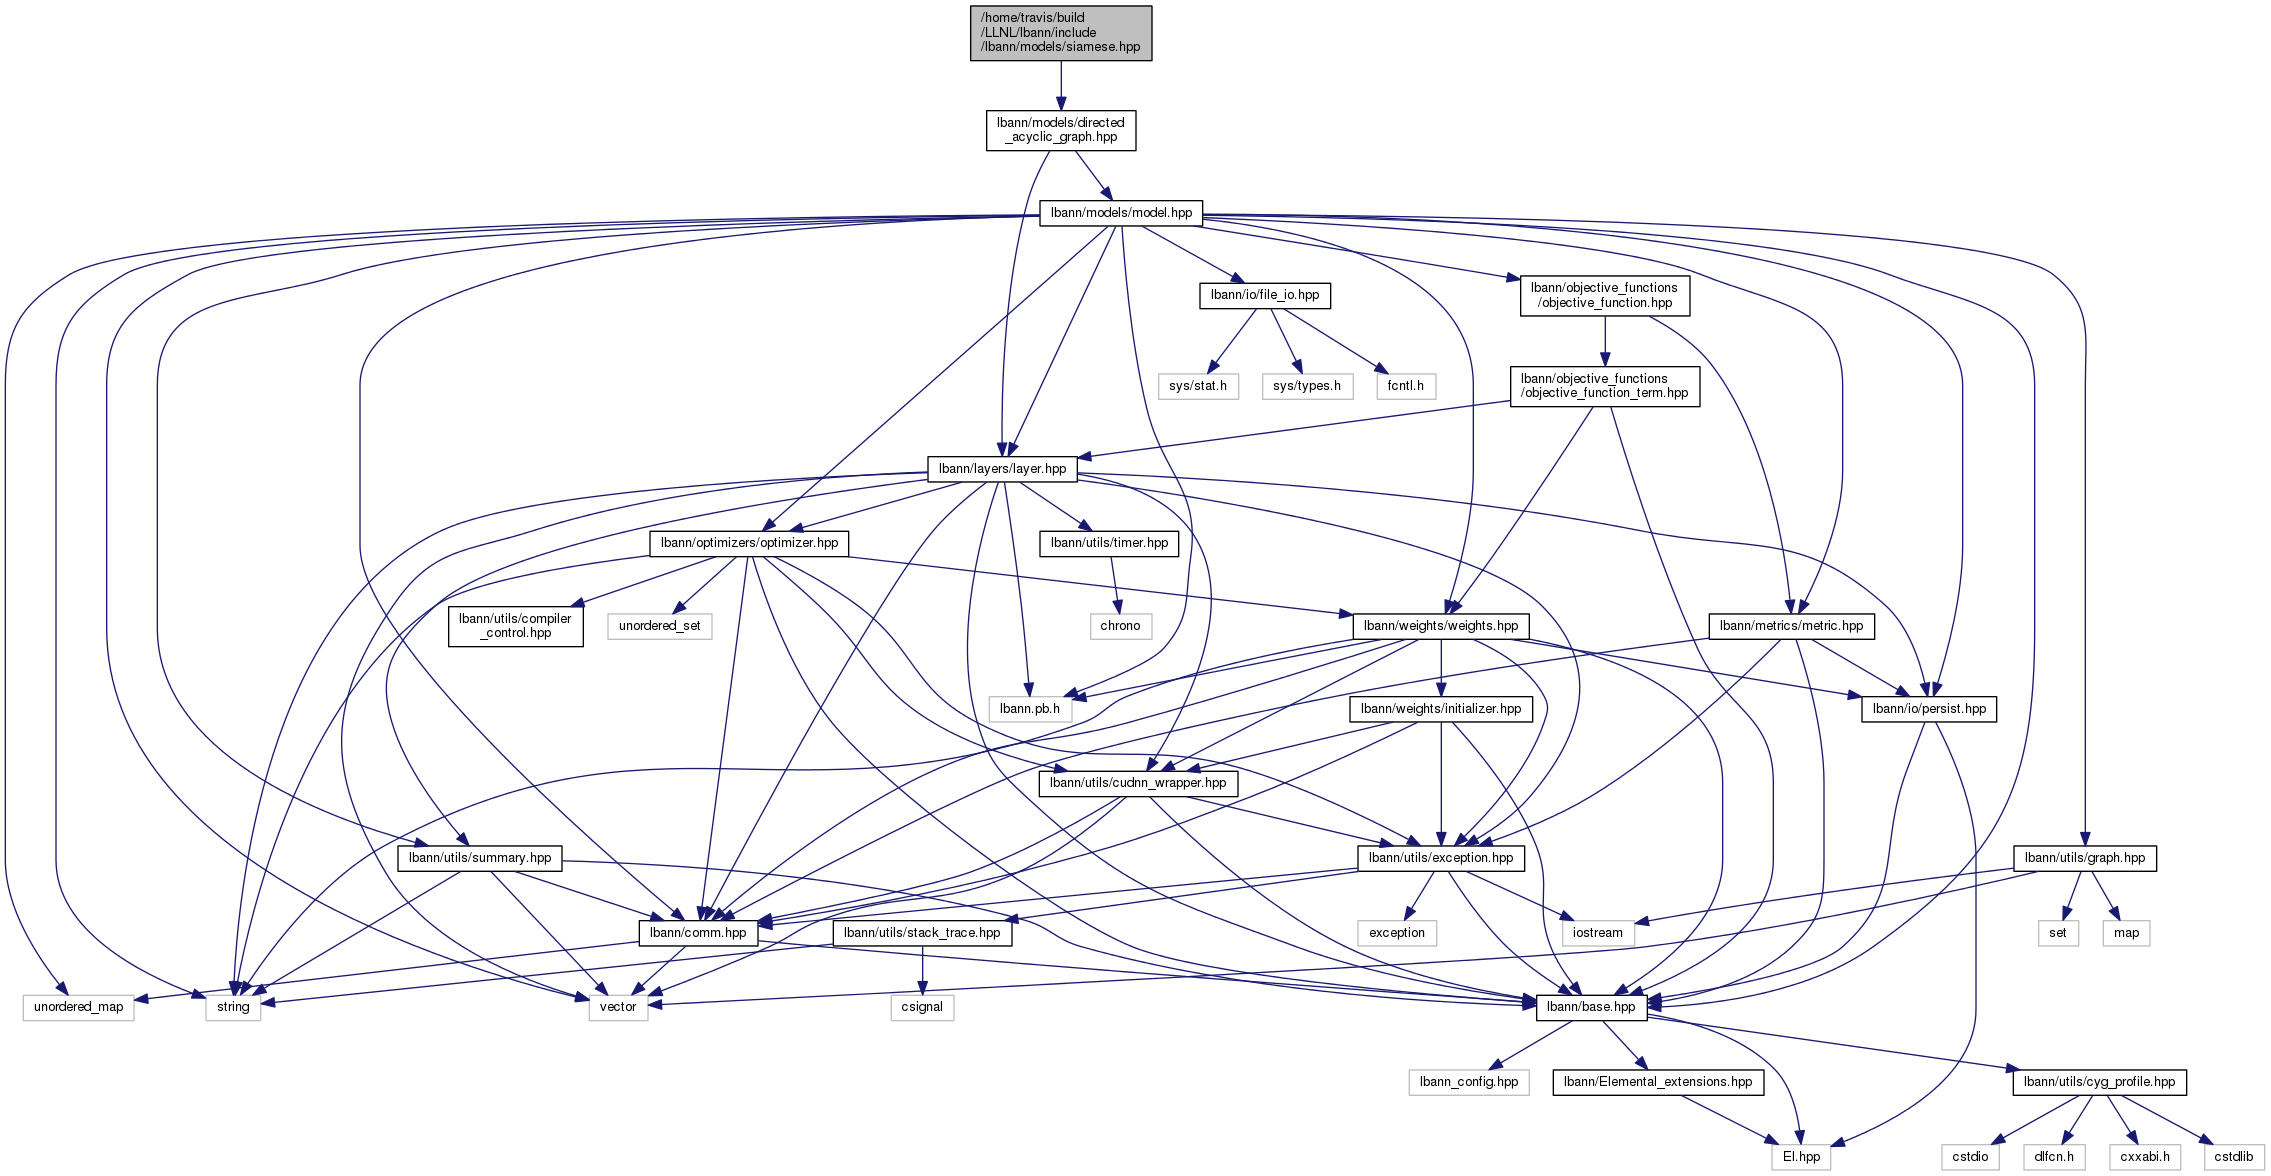 /home/travis/build
/LLNL/lbann/include
/lbann/models/siamese.hpp
lbann/models/directed
_acyclic_graph.hpp
lbann/models/model.hpp
lbann/io/file_io.hpp
lbann/objective_functions
/objective_function.hpp
sys/stat.h
sys/types.h
fcntl.h
lbann/objective_functions
/objective_function_term.hpp
lbann/layers/layer.hpp
lbann/optimizers/optimizer.hpp
lbann/utils/timer.hpp
lbann/utils/compiler
_control.hpp
unordered_set
chrono
lbann/weights/weights.hpp
lbann/metrics/metric.hpp
lbann.pb.h
lbann/weights/initializer.hpp
lbann/io/persist.hpp
lbann/utils/cudnn_wrapper.hpp
lbann/utils/summary.hpp
lbann/utils/exception.hpp
lbann/utils/graph.hpp
lbann/comm.hpp
lbann/utils/stack_trace.hpp
exception
iostream
set
map
unordered_map
string
vector
csignal
lbann/base.hpp
lbann_config.hpp
lbann/Elemental_extensions.hpp
lbann/utils/cyg_profile.hpp
El.hpp
cstdio
dlfcn.h
cxxabi.h
cstdlib